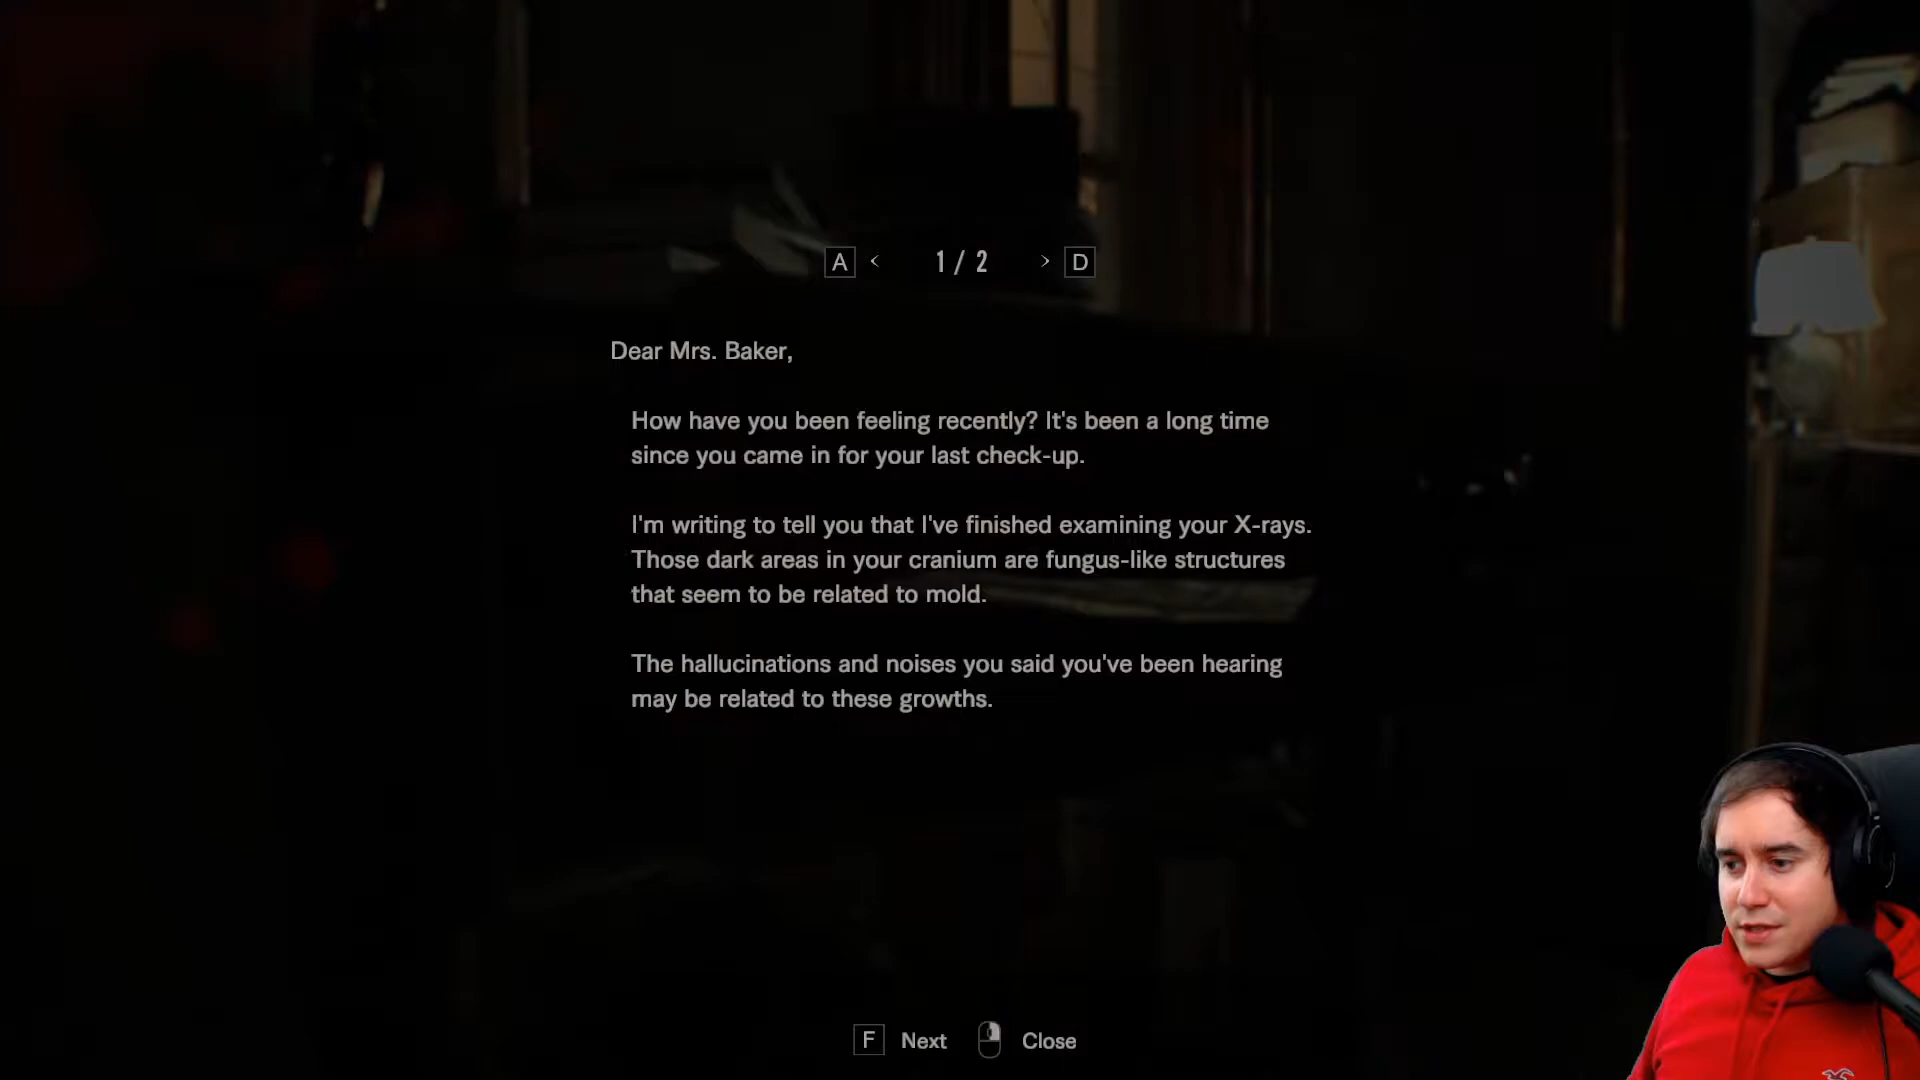 A < 1 / 2 > D
Dear Mrs. Baker,
How have you been feeling recently? It's been a long time
since you came in for your last check-up.
I'm writing to tell you that I've finished examining your X-rays.
Those dark areas in your cranium are fungus-like structures
that seem to be related to mold.
The hallucinations and noises you said you've been hearing
may be related to these growths.
F Next Close